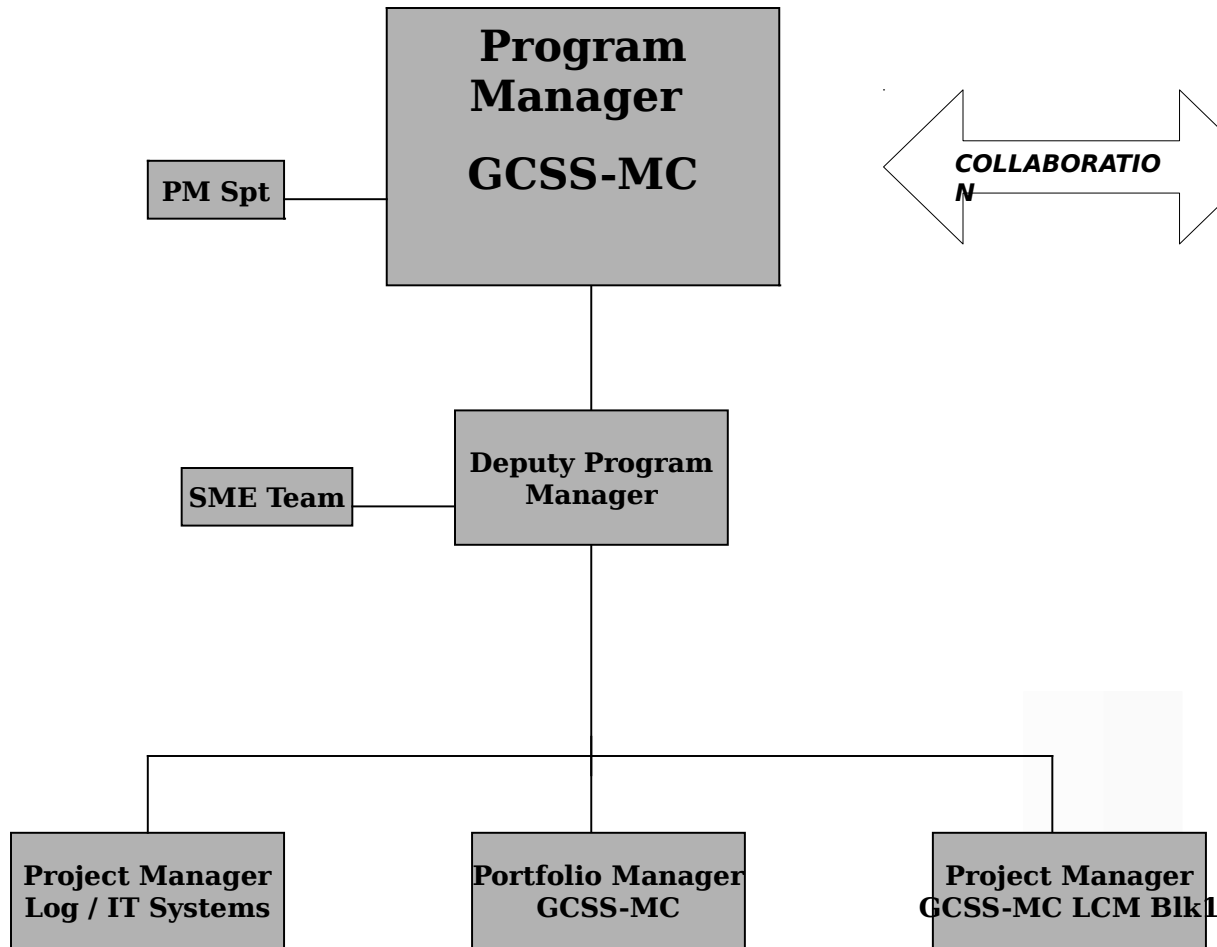 Program
Manager
GCSS-MC
COLLABORATIO
N
PM Spt
Deputy Program
Manager
SME Team
Project Manager
Log / IT Systems
Portfolio Manager
GCSS-MC
Project Manager
GCSS-MC LCM Blk1